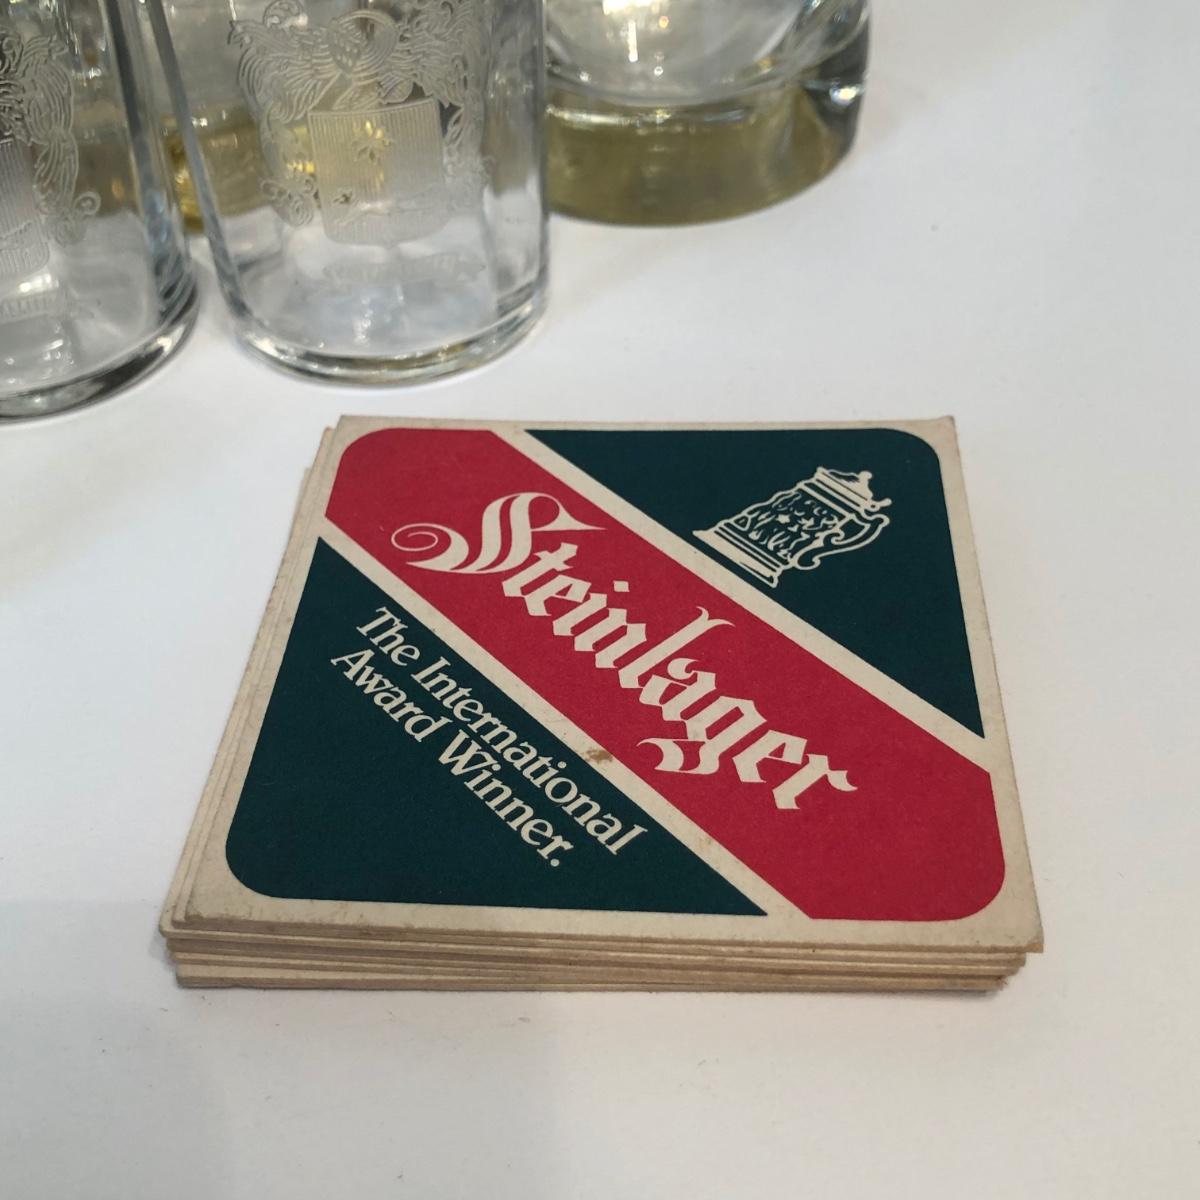 Steinlager
The International
Award Winner.